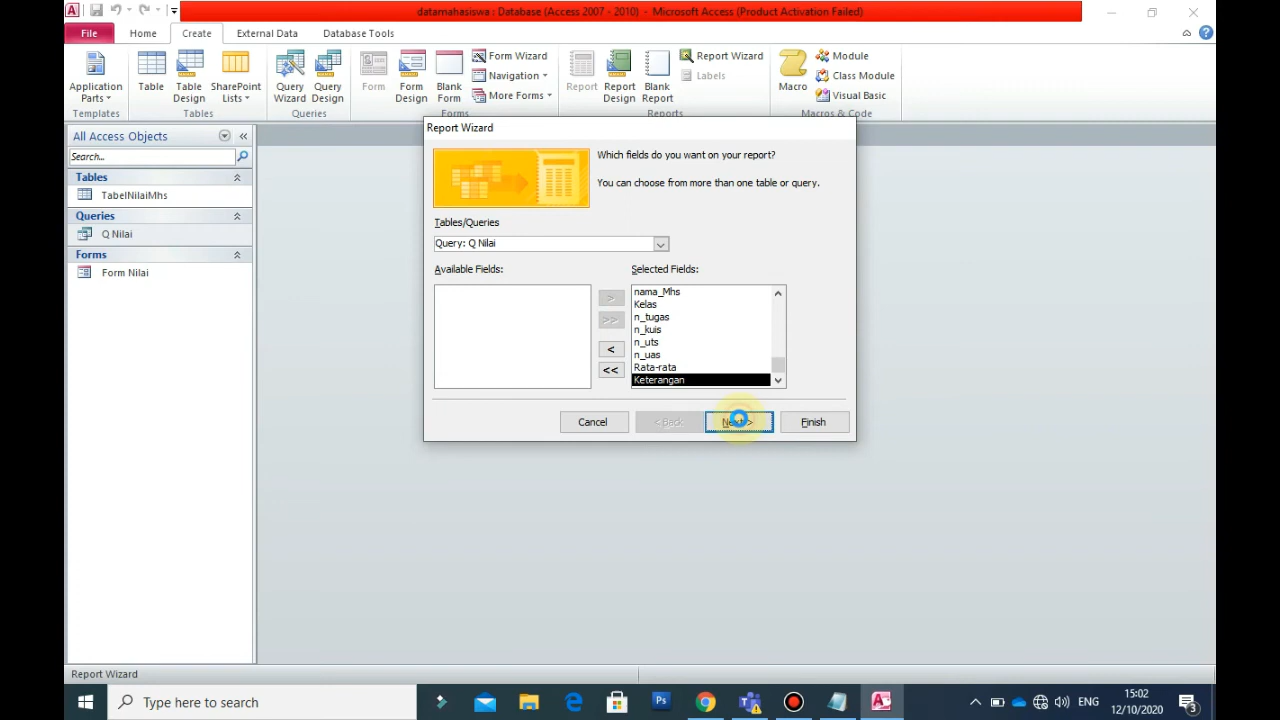 datamahasiswa : Database (Access 2007 - 2010) - Microsoft Access (Product Activation Failed)
File Home Create External Data Database Tools
Application Parts
Templates
Table
Table Design
SharePoint Lists
Tables
Query Wizard
Query Design
Queries
Form
Form Design
Blank Form
Form Wizard
Navigation
More Forms
Forms
Report
Report Design
Blank Report
Report Wizard
Labels
Reports
Macro
Module
Class Module
Visual Basic
Macros & Code
All Access Objects
Search...
Tables
TabelNilaiMhs
Queries
Q Nilai
Forms
Form Nilai
Report Wizard
Which fields do you want on your report?
You can choose from more than one table or query.
Tables/Queries
Query: Q Nilai
Available Fields:
Selected Fields:
nama_Mhs
Kelas
n_tugas
n_kuis
n_uts
n_uas
Rata-rata
Keterangan
>
>>
<
<<
Cancel
< Back
Next >
Finish
Report Wizard
Type here to search
ENG
15:02
12/10/2020
3